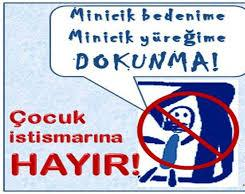 Minicik bedenime
Minicik yüreğime
DOKUNMA!
Çocuk
istismarına
HAYIR!